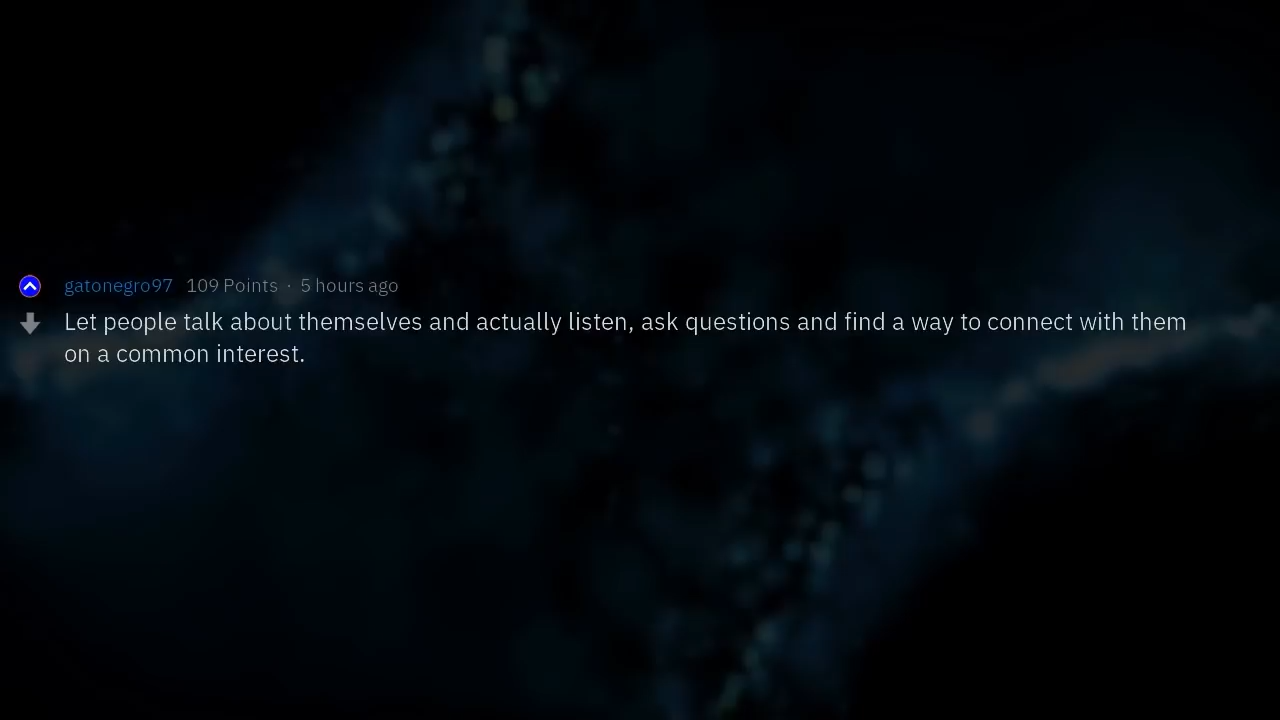 gatonegro97 109 Points · 5 hours ago
Let people talk about themselves and actually listen, ask questions and find a way to connect with them
on a common interest.